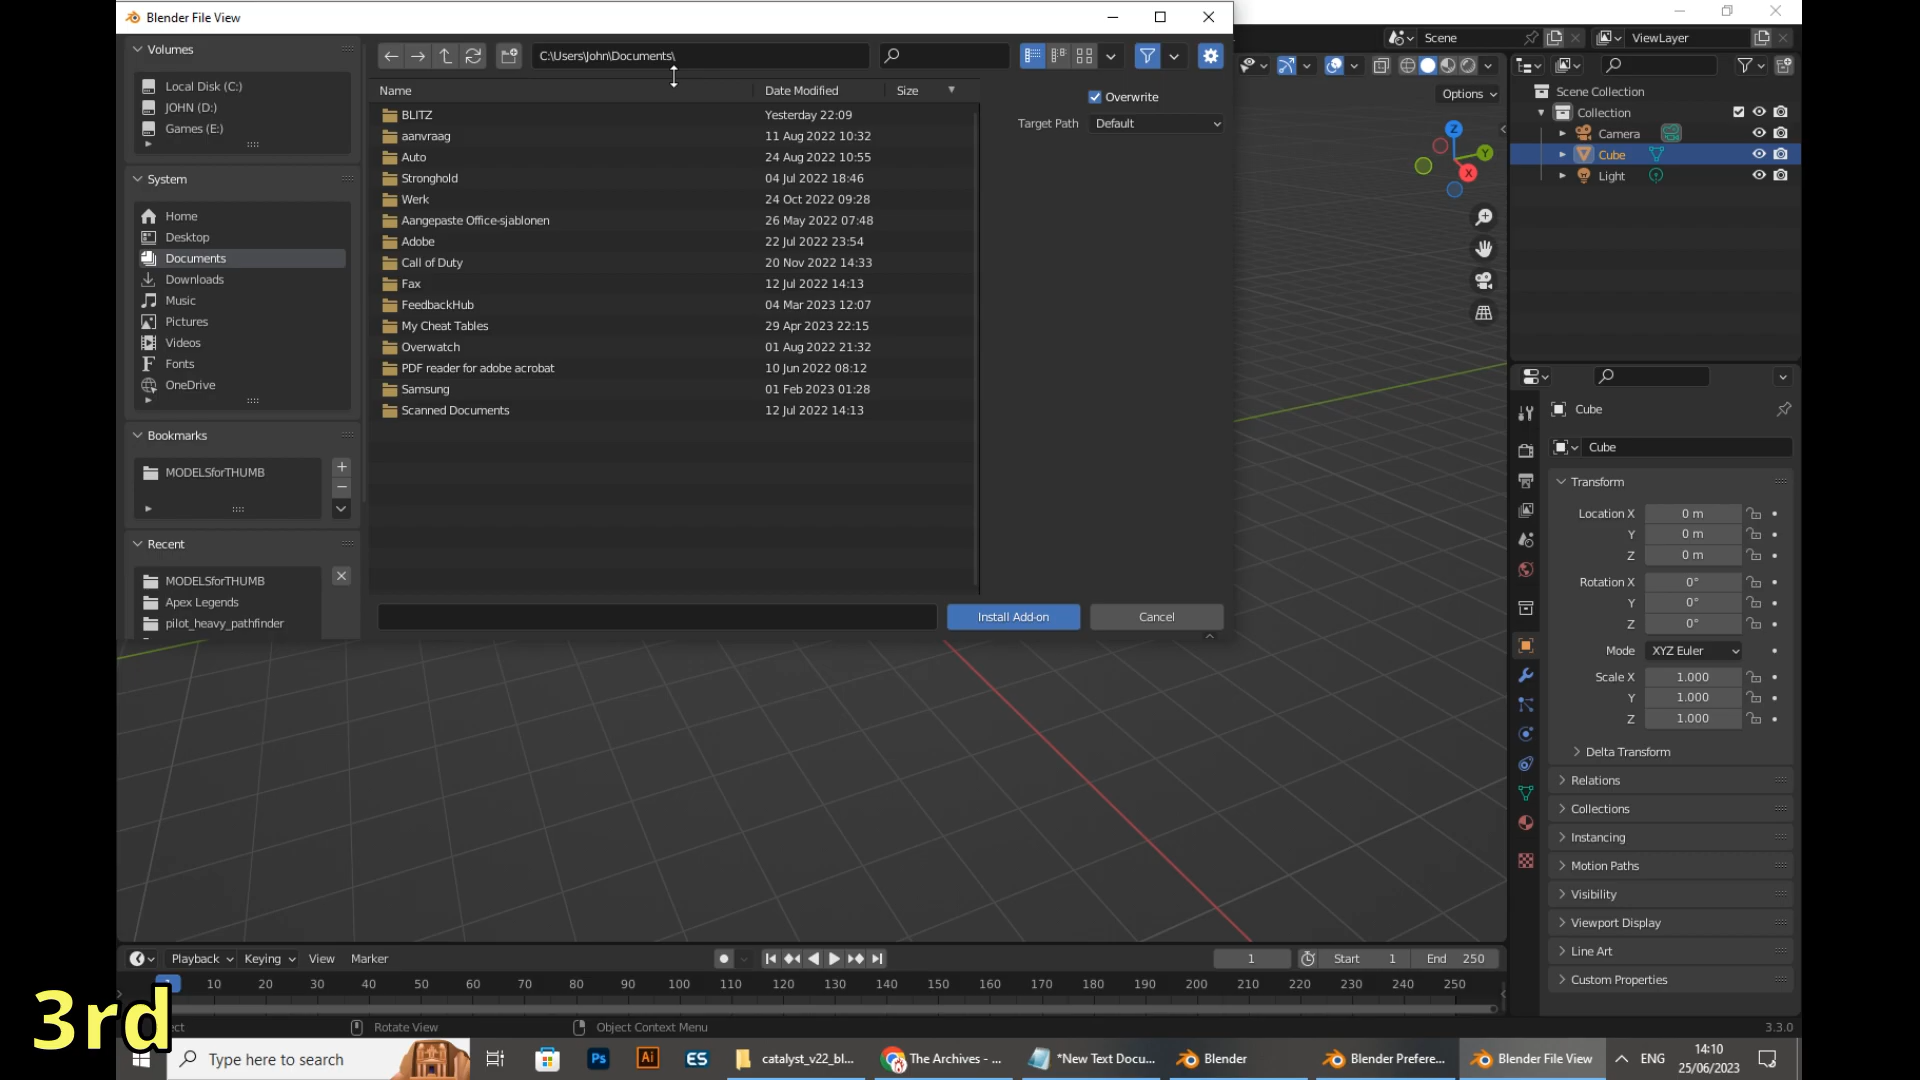 Blender File View
Volumes
Local Disk (C:)
JOHN (D:)
Games (E:)
System
Home
Desktop
Documents
Downloads
Music
Pictures
Videos
Fonts
OneDrive
Bookmarks
MODELSforTHUMB
Recent
MODELSforTHUMB
Apex Legends
pilot_heavy_pathfinder
C:\Users\John\Documents\
Name Date Modified Size
BLITZ Yesterday 22:09
aanvraag 11 Aug 2022 10:32
Auto 24 Aug 2022 10:55
Stronghold 04 Jul 2022 18:46
Werk 24 Oct 2022 09:28
Aangepaste Office-sjablonen 26 May 2022 07:48
Adobe 22 Jul 2022 23:54
Call of Duty 20 Nov 2022 14:33
Fax 12 Jul 2022 14:13
FeedbackHub 04 Mar 2023 12:07
My Cheat Tables 29 Apr 2023 22:15
Overwatch 01 Aug 2022 21:32
PDF reader for adobe acrobat 10 Jun 2022 08:12
Samsung 01 Feb 2023 01:28
Scanned Documents 12 Jul 2022 14:13
Overwrite
Target Path Default
Install Add-on Cancel
Scene ViewLayer
Options
Z
Y
X
Scene Collection
Collection
Camera
Cube
Light
Cube
Cube
Transform
Location X 0 m
Y 0 m
Z 0 m
Rotation X 0°
Y 0°
Z 0°
Mode XYZ Euler
Scale X 1.000
Y 1.000
Z 1.000
Delta Transform
Relations
Collections
Instancing
Motion Paths
Visibility
Viewport Display
Line Art
Custom Properties
Playback Keying View Marker
1 Start 1 End 250
10 20 30 40 50 60 70 80 90 100 110 120 130 140 150 160 170 180 190 200 210 220 230 240 250
3rd
ect Rotate View Object Context Menu 3.3.0
Type here to search
Ps Ai ES
catalyst_v22_bl...
The Archives - ...
*New Text Docu...
Blender
Blender Prefere...
Blender File View
ENG
14:10
25/06/2023